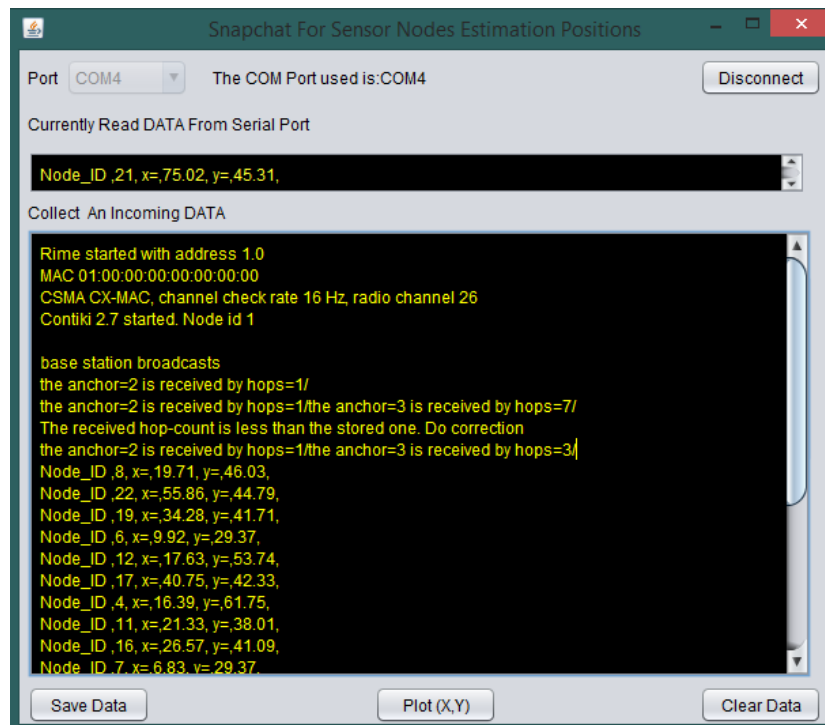 Snapchat For Sensor Nodes Estimation Positions
Port COM4 The COM Port used is:COM4 Disconnect
Currently Read DATA From Serial Port
Node_ID ,21, x=,75.02, y=,45.31,
Collect An Incoming DATA
Rime started with address 1.0
MAC 01:00:00:00:00:00:00:00
CSMA CX-MAC, channel check rate 16 Hz, radio channel 26
Contiki 2.7 started. Node id 1
base station broadcasts
the anchor=2 is received by hops=1/
the anchor=2 is received by hops=1/the anchor=3 is received by hops=7/
The received hop-count is less than the stored one. Do correction
the anchor=2 is received by hops=1/the anchor=3 is received by hops=3/
Node_ID ,8, x=,19.71, y=,46.03,
Node_ID ,22, x=,55.86, y=,44.79,
Node_ID ,19, x=,34.28, y=,41.71,
Node_ID ,6, x=,9.92, y=,29.37,
Node_ID ,12, x=,17.63, y=,53.74,
Node_ID ,17, x=,40.75, y=,42.33,
Node_ID ,4, x=,16.39, y=,61.75,
Node_ID ,11, x=,21.33, y=,38.01,
Node_ID ,16, x=,26.57, y=,41.09,
Node_ID ,7, x=,6.83, y=,29.37,
Save Data Plot (X,Y) Clear Data